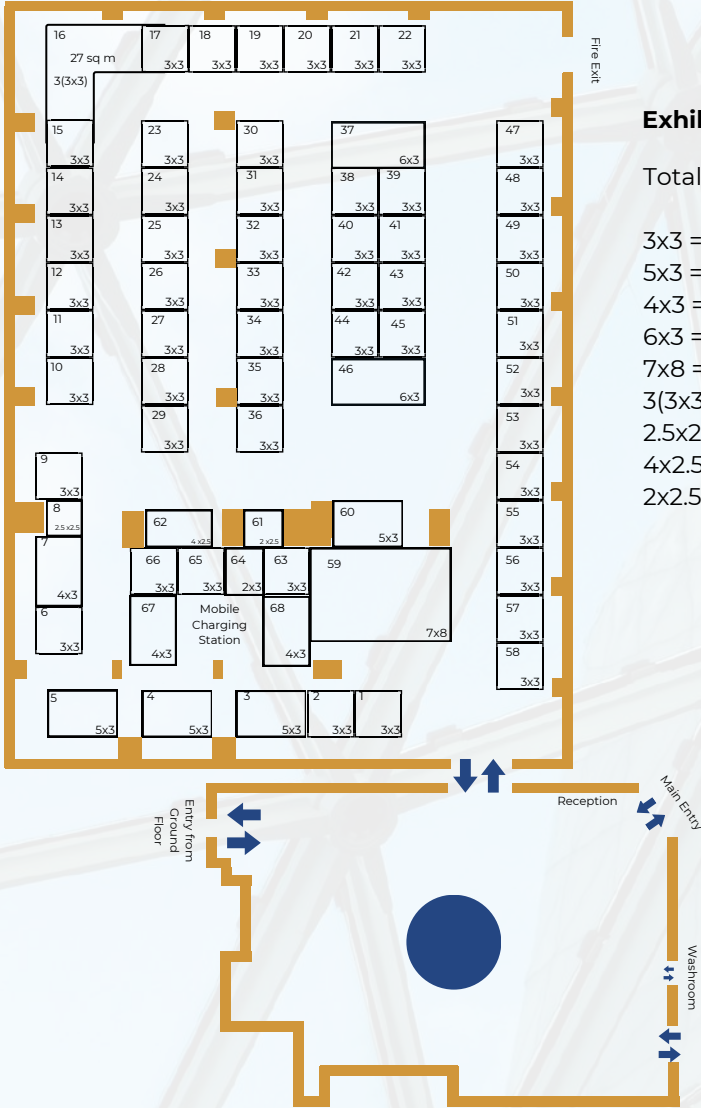 16
27 sq m
3(3x3)
17
3x3
18
3x3
19
3x3
20
3x3
21
3x3
22
3x3
Fire Exit
15
3x3
14
3x3
13
3x3
12
3x3
11
3x3
10
3x3
23
3x3
24
3x3
25
3x3
26
3x3
27
3x3
28
3x3
29
3x3
30
3x3
31
3x3
32
3x3
33
3x3
34
3x3
35
3x3
36
3x3
37
6x3
38
3x3
39
3x3
40
3x3
41
3x3
42
3x3
43
3x3
44
3x3
45
3x3
46
6x3
47
3x3
48
3x3
49
3x3
50
3x3
51
3x3
52
3x3
53
3x3
54
3x3
55
3x3
56
3x3
57
3x3
58
3x3
9
3x3
8
2.5 x2.5
7
4x3
6
3x3
62
4 x2.5
61
2 x2.5
60
5x3
66
3x3
65
3x3
64
2x3
63
3x3
59
7x8
67
4x3
Mobile
Charging
Station
68
4x3
5
5x3
4
5x3
3
5x3
2
3x3
1
3x3
Entry from
Ground
Floor
Reception
Main Entry
Washroom
Exhil
Total
3x3 =
5x3 =
4x3 =
6x3 =
7x8 =
3(3x3
2.5x2
4x2.5
2x2.5